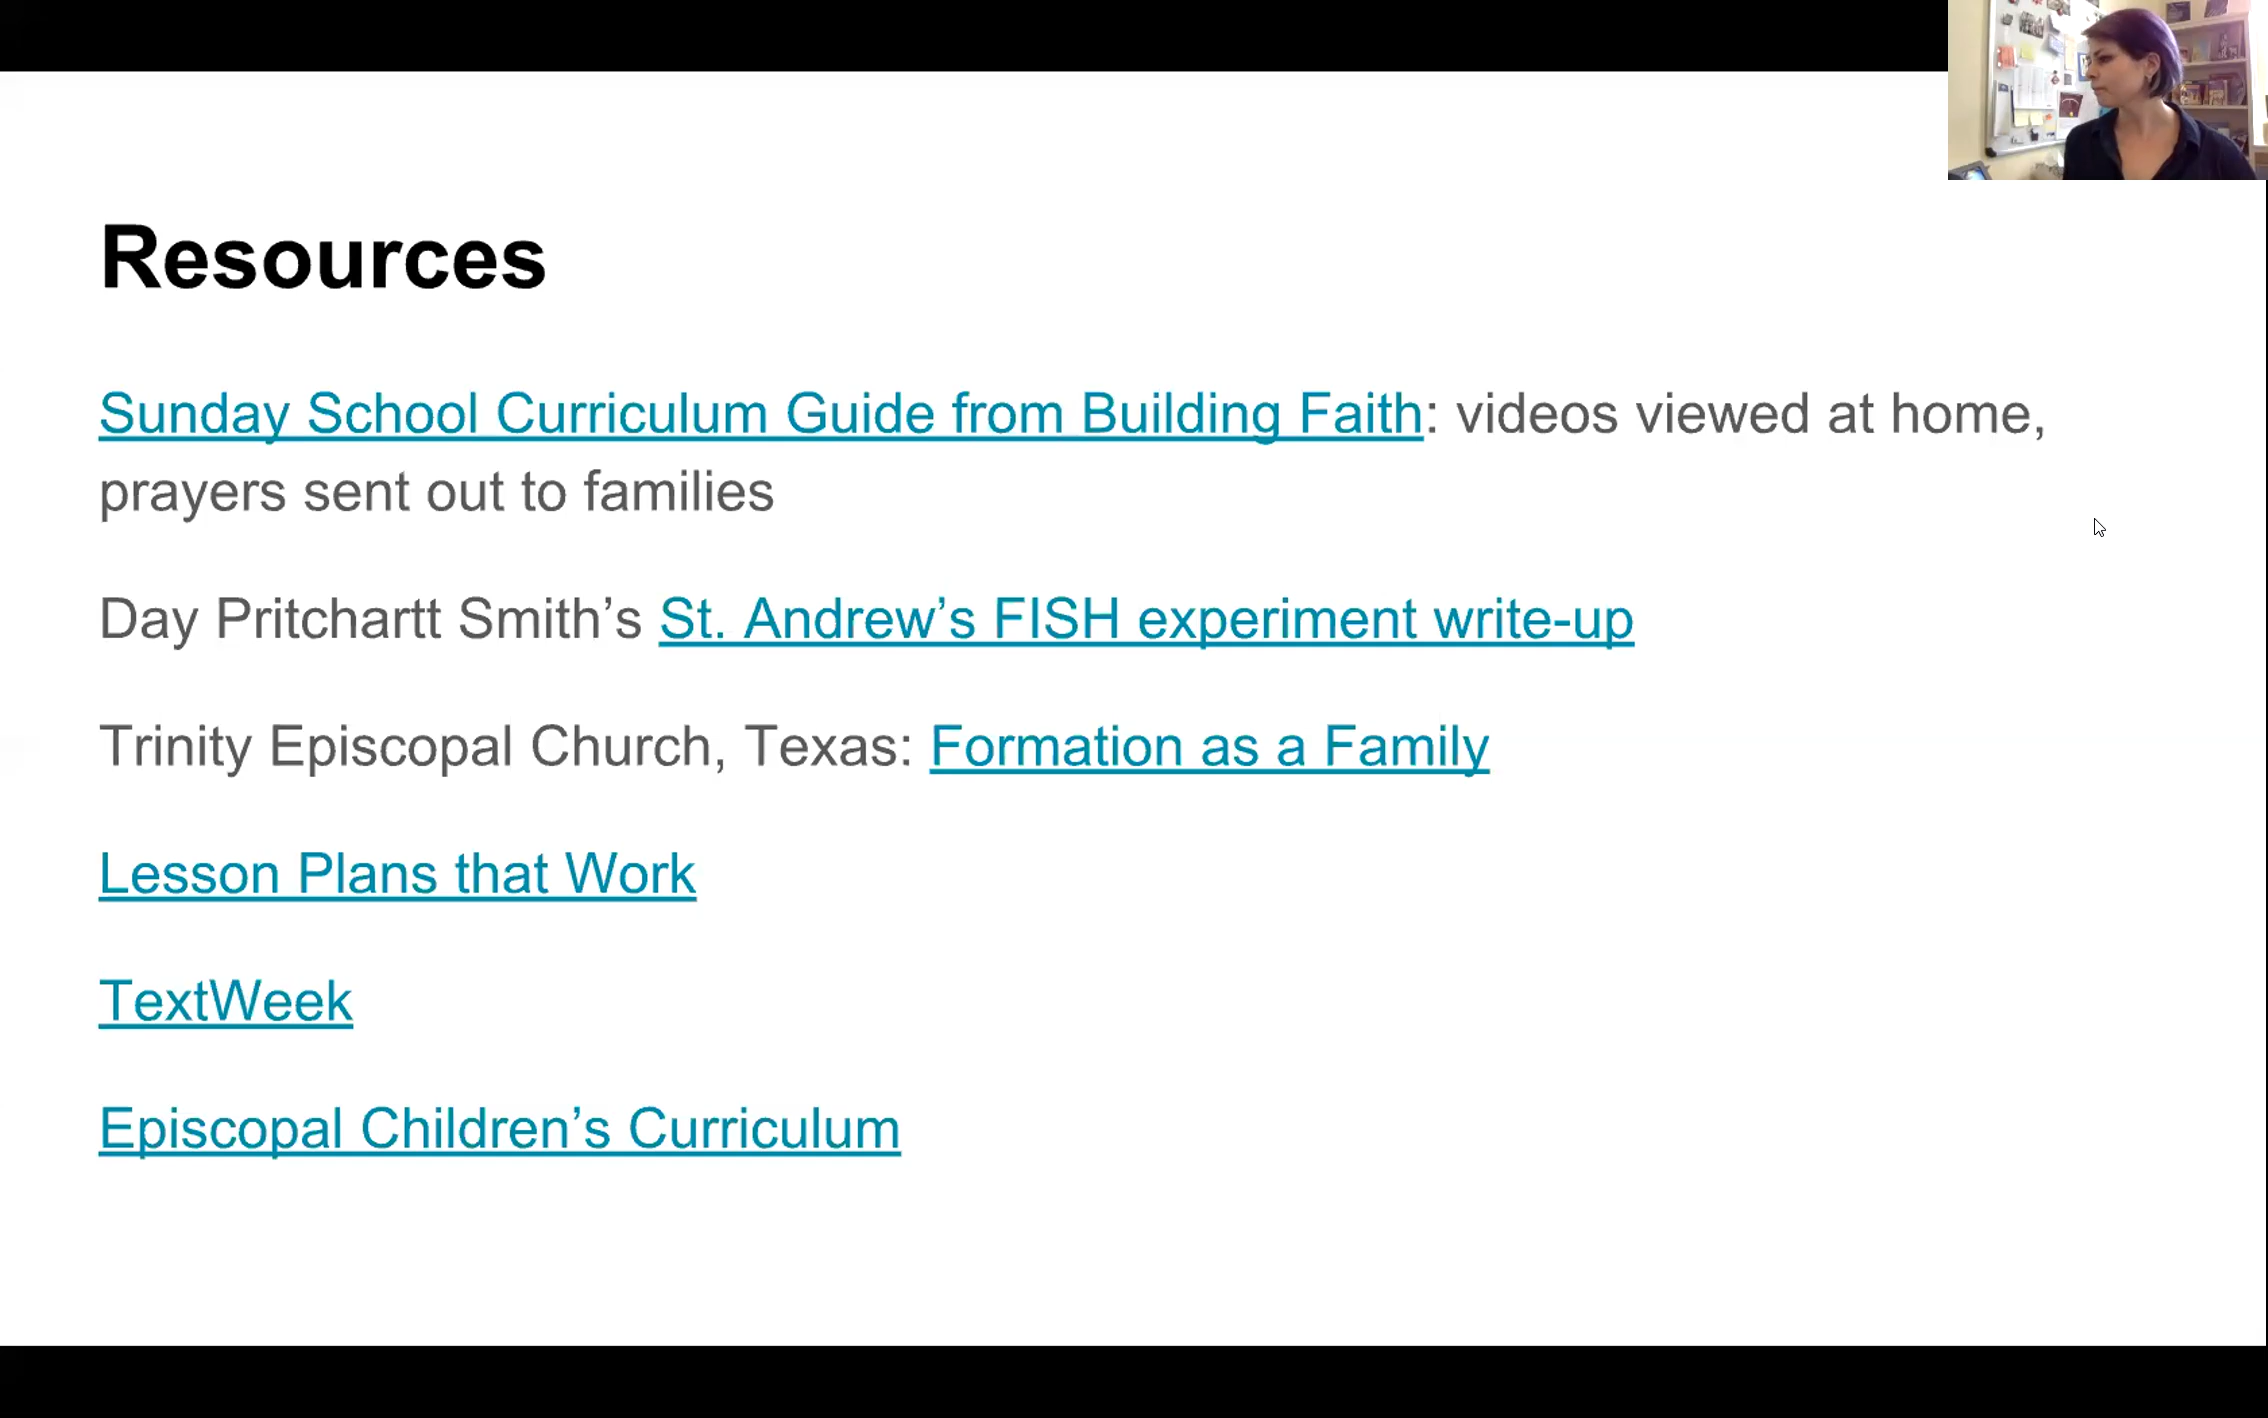 Resources
Sunday School Curriculum Guide from Building Faith: videos viewed at home,
prayers sent out to families
Day Pritchartt Smith’s St. Andrew’s FISH experiment write-up
Trinity Episcopal Church, Texas: Formation as a Family
Lesson Plans that Work
TextWeek
Episcopal Children’s Curriculum